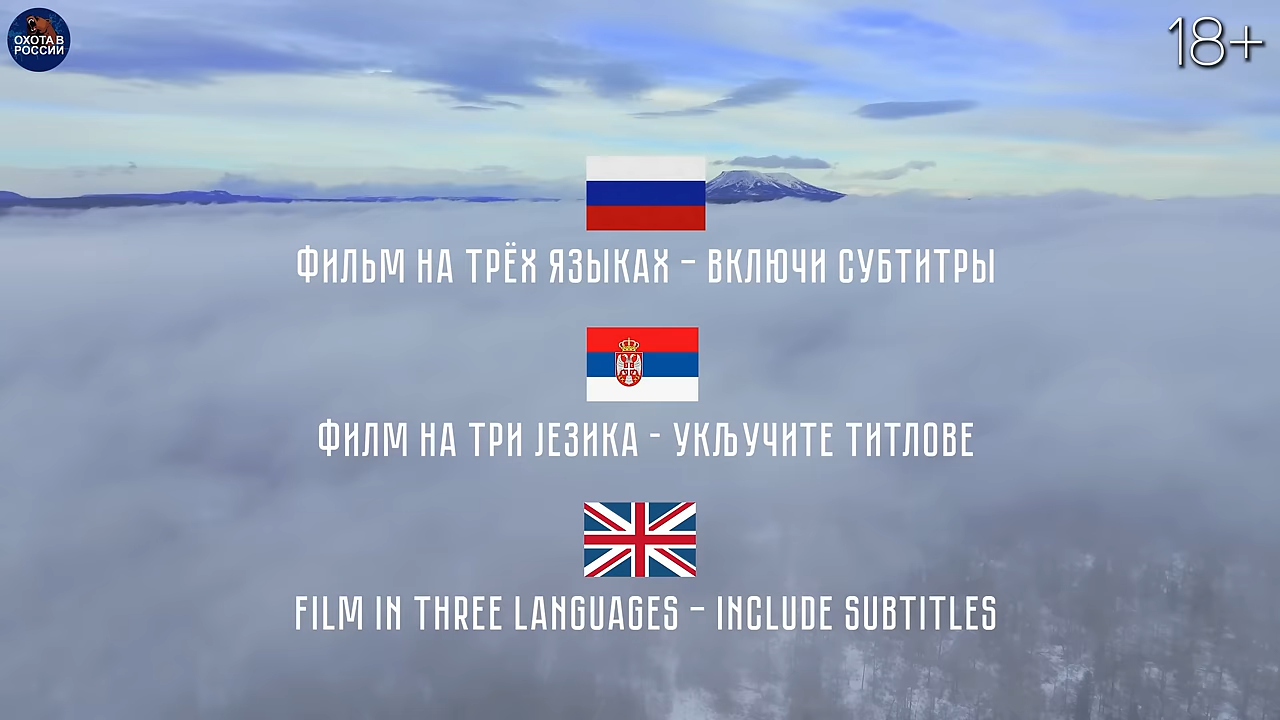 ОХОТА В
РОССИИ
18+
ФИЛЬМ НА ТРЁХ ЯЗЫКАХ – ВКЛЮЧИ СУБТИТРЫ
ФИЛМ НА ТРИ ЈЕЗИКА - УКЉУЧИТЕ ТИТЛОВЕ
FILM IN THREE LANGUAGES – INCLUDE SUBTITLES